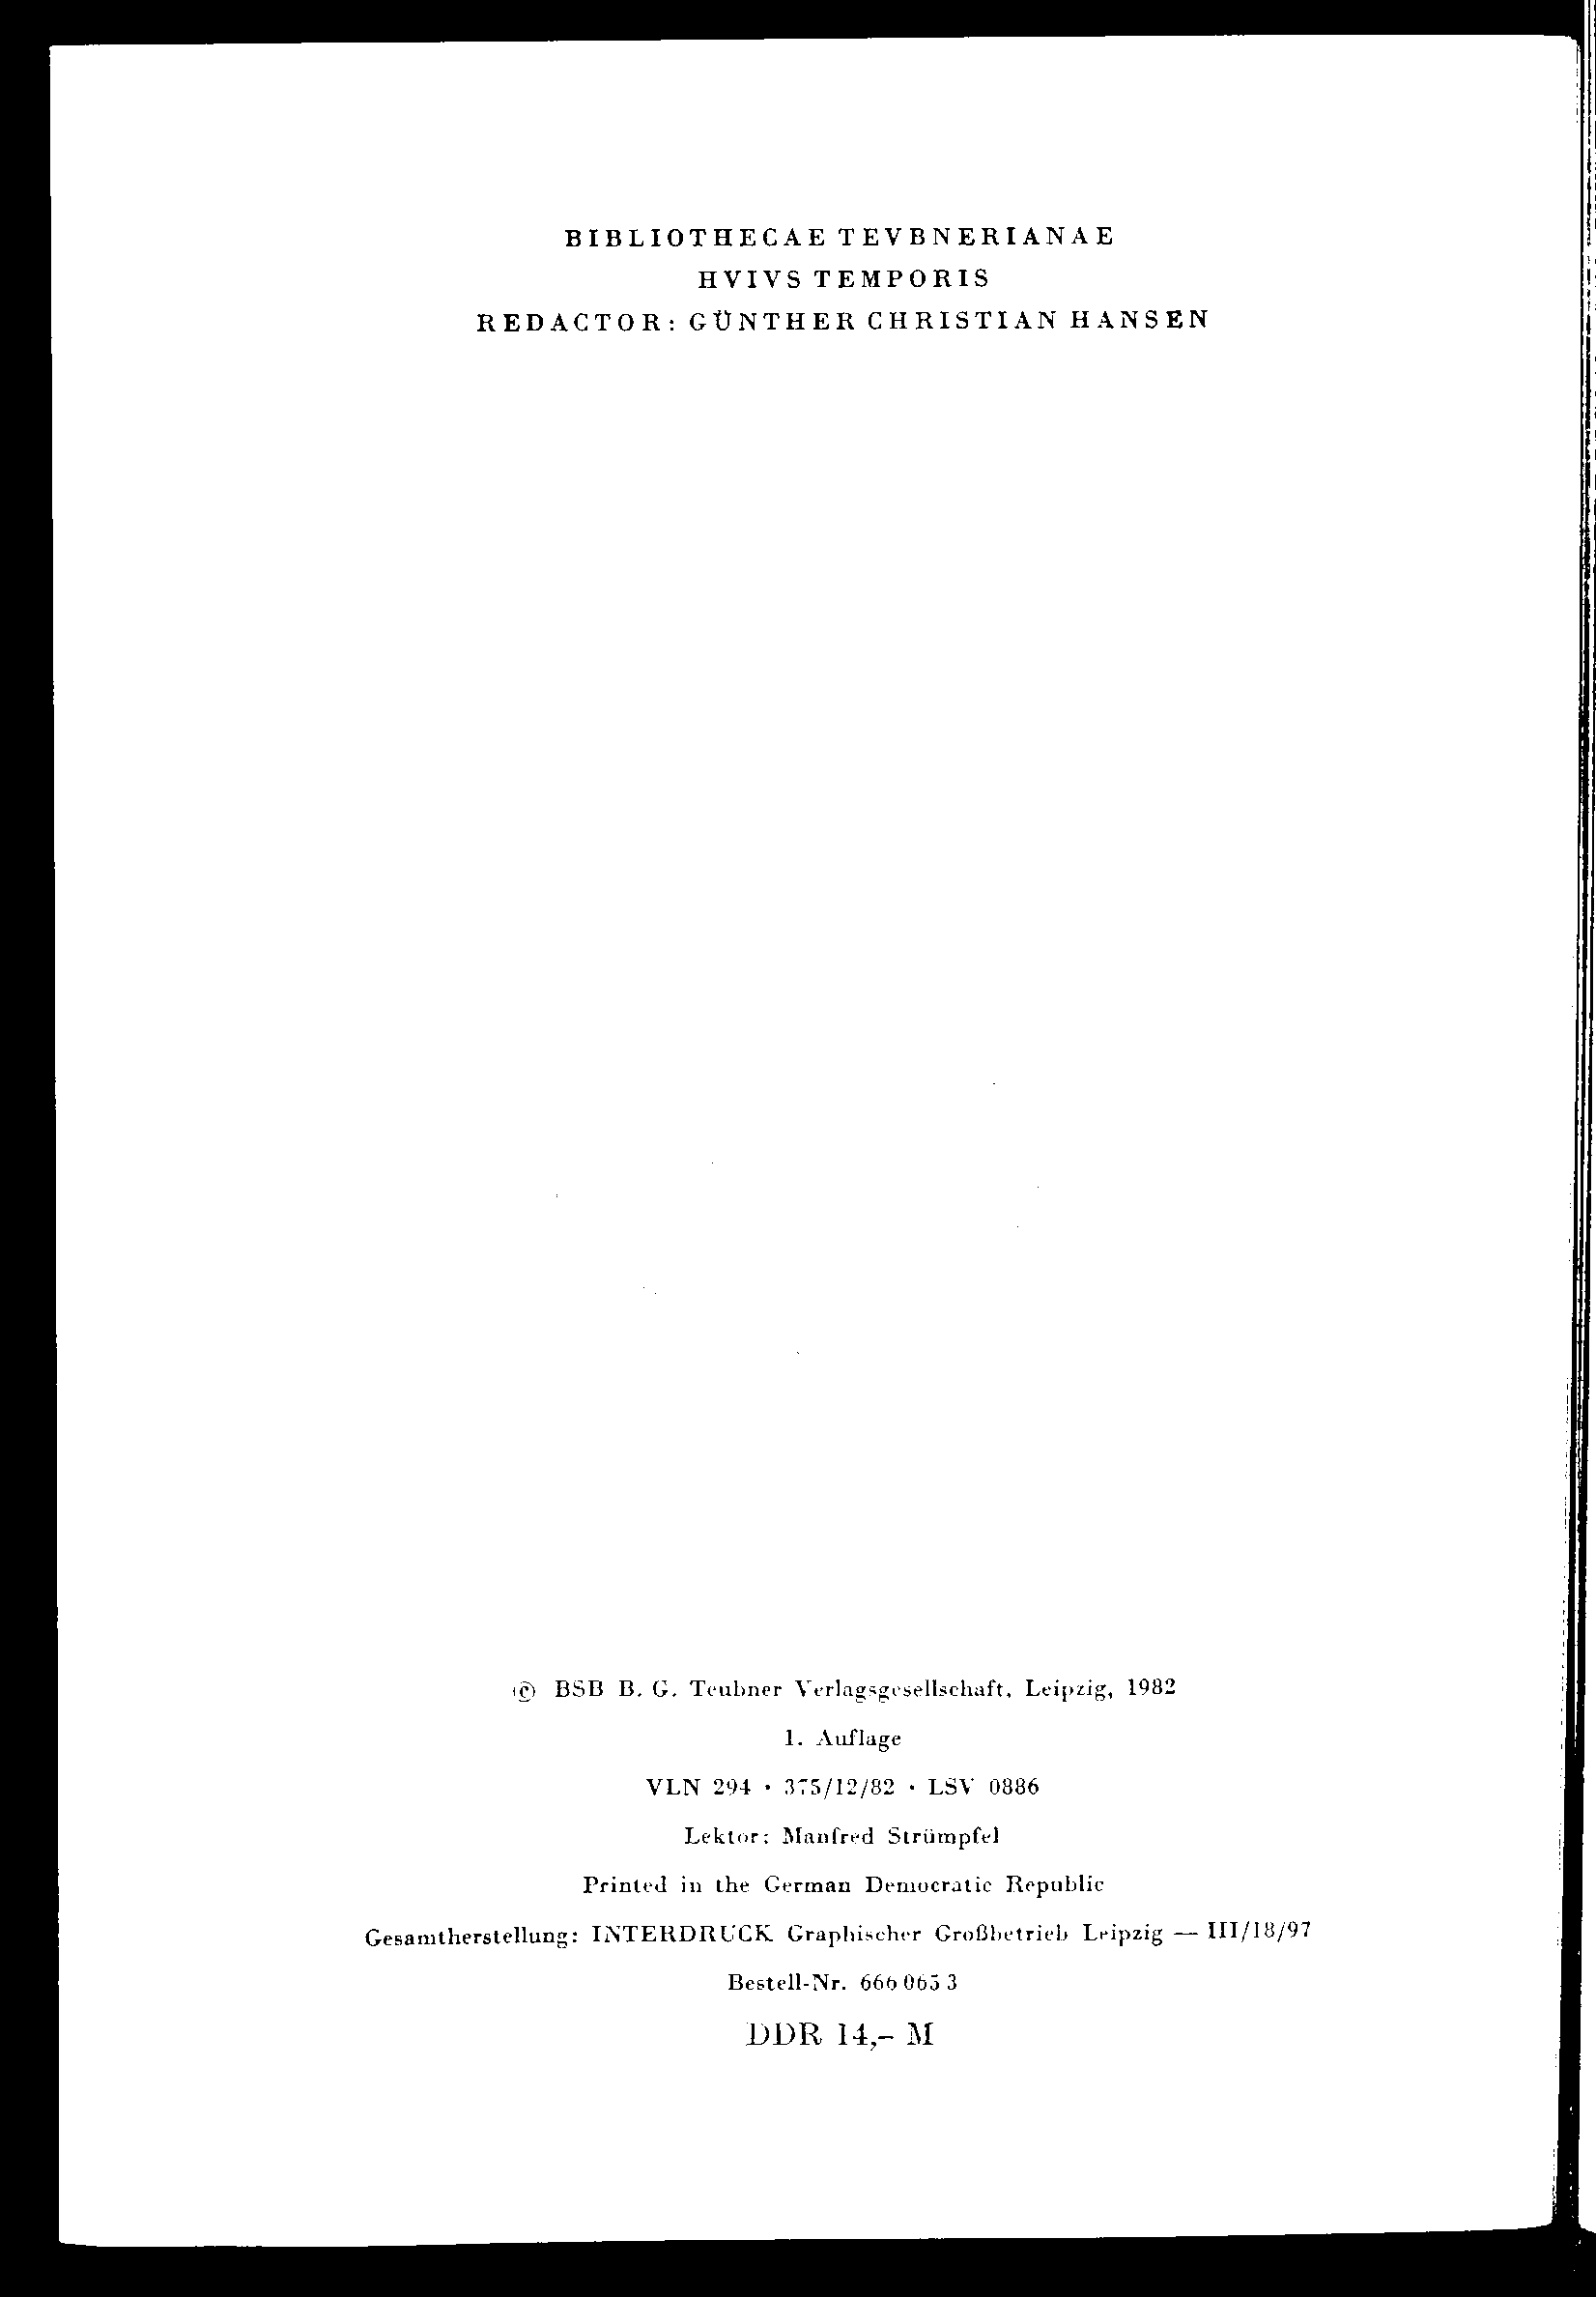 BIBLIOTHECAE TEVBNERIANAE
HVIVS TEMPORIS
REDACTOR: GÜNTHER CHRISTIAN HANSEN
© BSB B. G. Teubner Verlagsgesellschaft, Leipzig, 1982
1. Auflage
VLN 294 · 375/12/82 · LSV 0886
Lektor: Manfred Strümpfel
Printed in the German Democratic Republic
Gesamtherstellung: INTERDRUCK Graphischer Großbetrieb Leipzig — III/18/97
Bestell-Nr. 666 065 3
DDR 14,- M